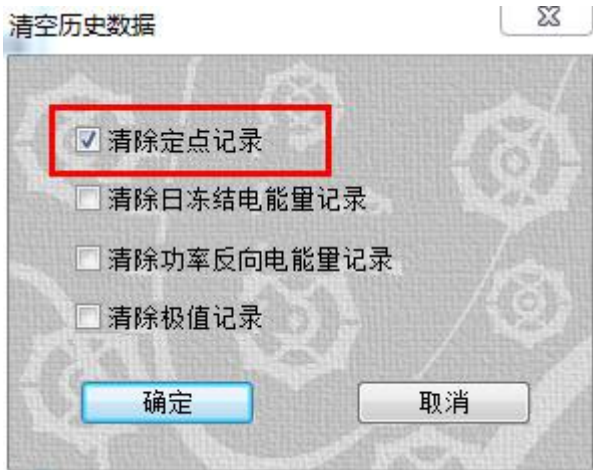 清空历史数据
清除定点记录
清除日冻结电能量记录
清除功率反向电能量记录
清除极值记录
确定
取消